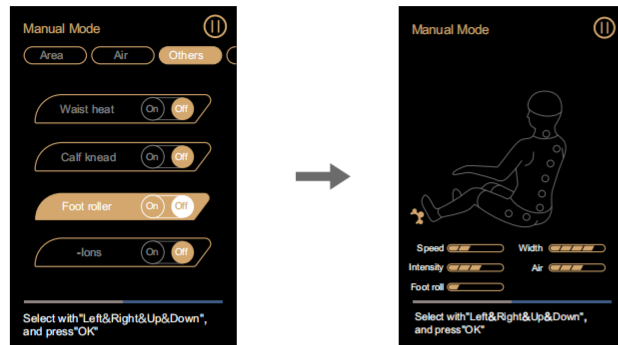 Manual Mode
Area
Air
Others
Waist heat
On
Off
Calf knead
On
Off
Foot roller
On
Off
-Ions
On
Off
Select with"Left&Right&Up&Down",
and press"OK"
Manual Mode
Speed
Width
Intensity
Air
Foot roll
Select with"Left&Right&Up&Down",
and press"OK"